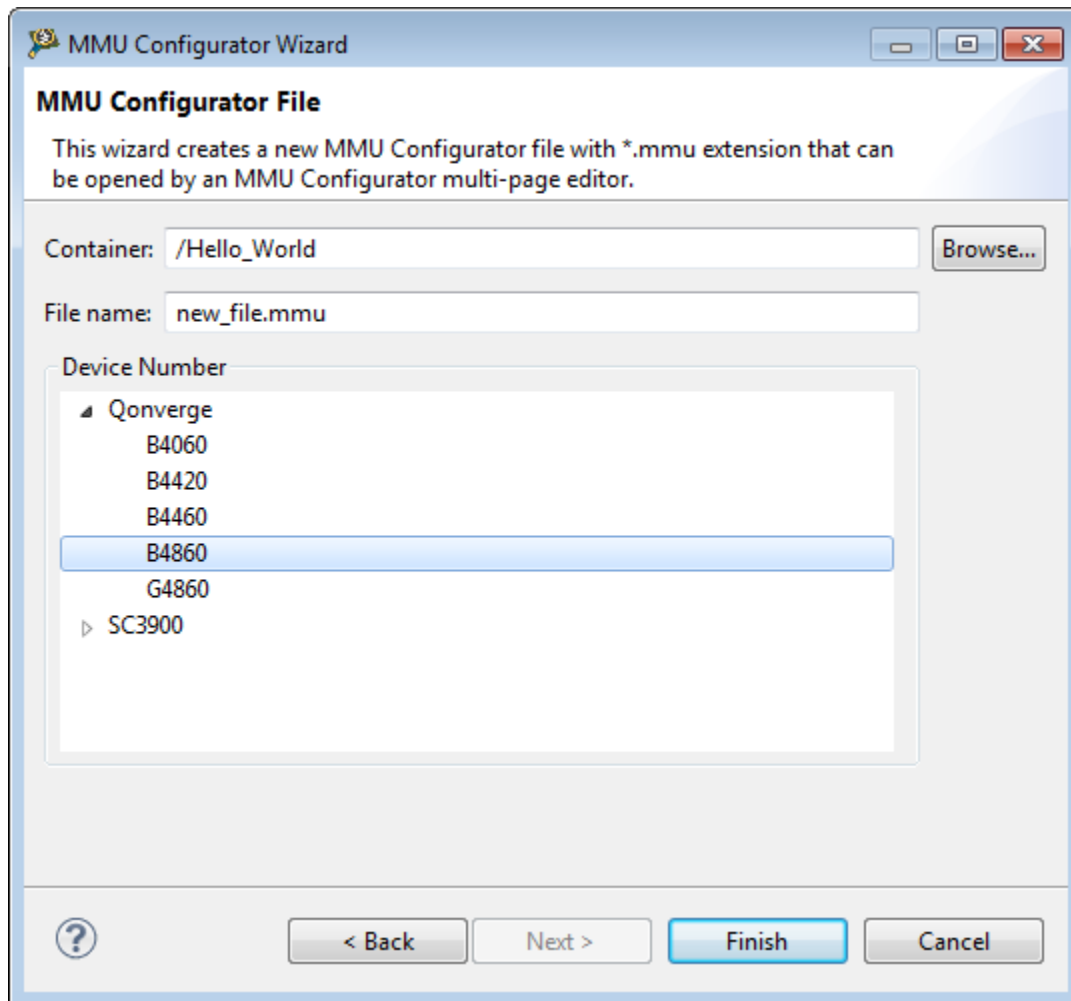 MMU Configurator Wizard
MMU Configurator File
This wizard creates a new MMU Configurator file with *.mmu extension that can
be opened by an MMU Configurator multi-page editor.
Container: /Hello_World Browse...
File name: new_file.mmu
Device Number
Qonverge
B4060
B4420
B4460
B4860
G4860
SC3900
? < Back Next > Finish Cancel